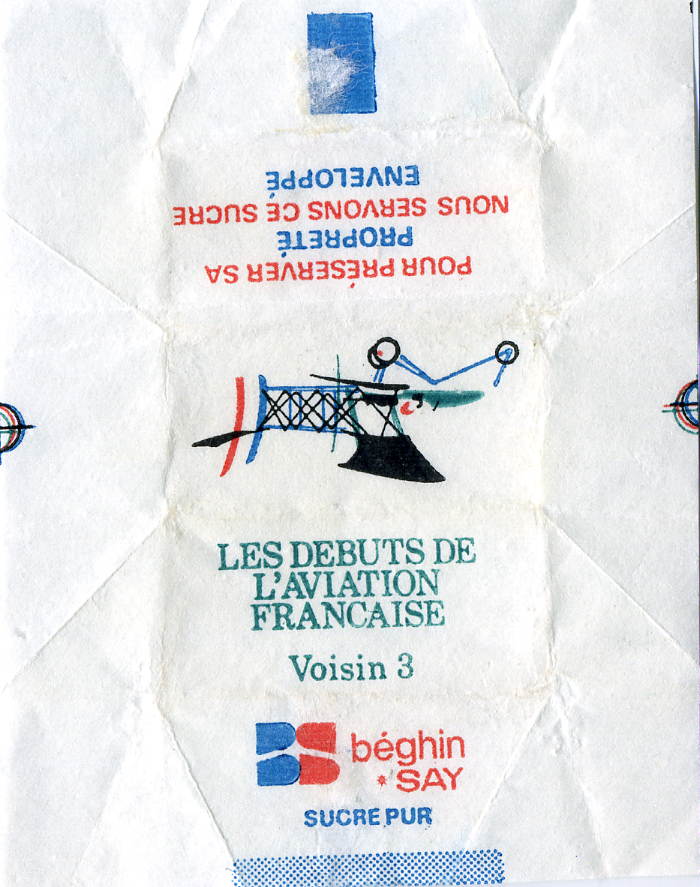 POUR PRÉSERVER SA
PROPRETÉ
NOUS SERVONS CE SUCRE
ENVELOPPÉ
LES DEBUTS DE
L'AVIATION
FRANCAISE
Voisin 3
BS béghin
* SAY
SUCRE PUR